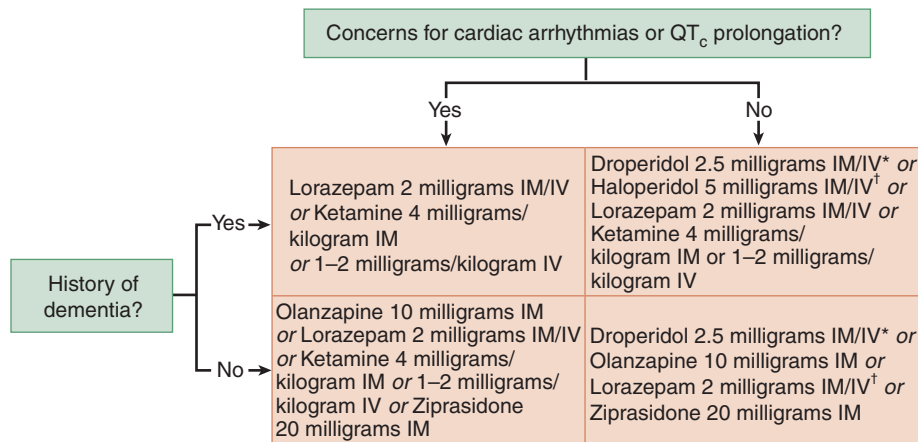 Concerns for cardiac arrhythmias or QTc prolongation?
Yes
No
History of
dementia?
Yes
Lorazepam 2 milligrams IM/IV
or Ketamine 4 milligrams/
kilogram IM
or 1–2 milligrams/kilogram IV
Droperidol 2.5 milligrams IM/IV* or
Haloperidol 5 milligrams IM/IV† or
Lorazepam 2 milligrams IM/IV or
Ketamine 4 milligrams/
kilogram IM or 1–2 milligrams/
kilogram IV
No
Olanzapine 10 milligrams IM
or Lorazepam 2 milligrams IM/IV
or Ketamine 4 milligrams/
kilogram IM or 1–2 milligrams/
kilogram IV or Ziprasidone
20 milligrams IM
Droperidol 2.5 milligrams IM/IV* or
Olanzapine 10 milligrams IM or
Lorazepam 2 milligrams IM/IV† or
Ziprasidone 20 milligrams IM